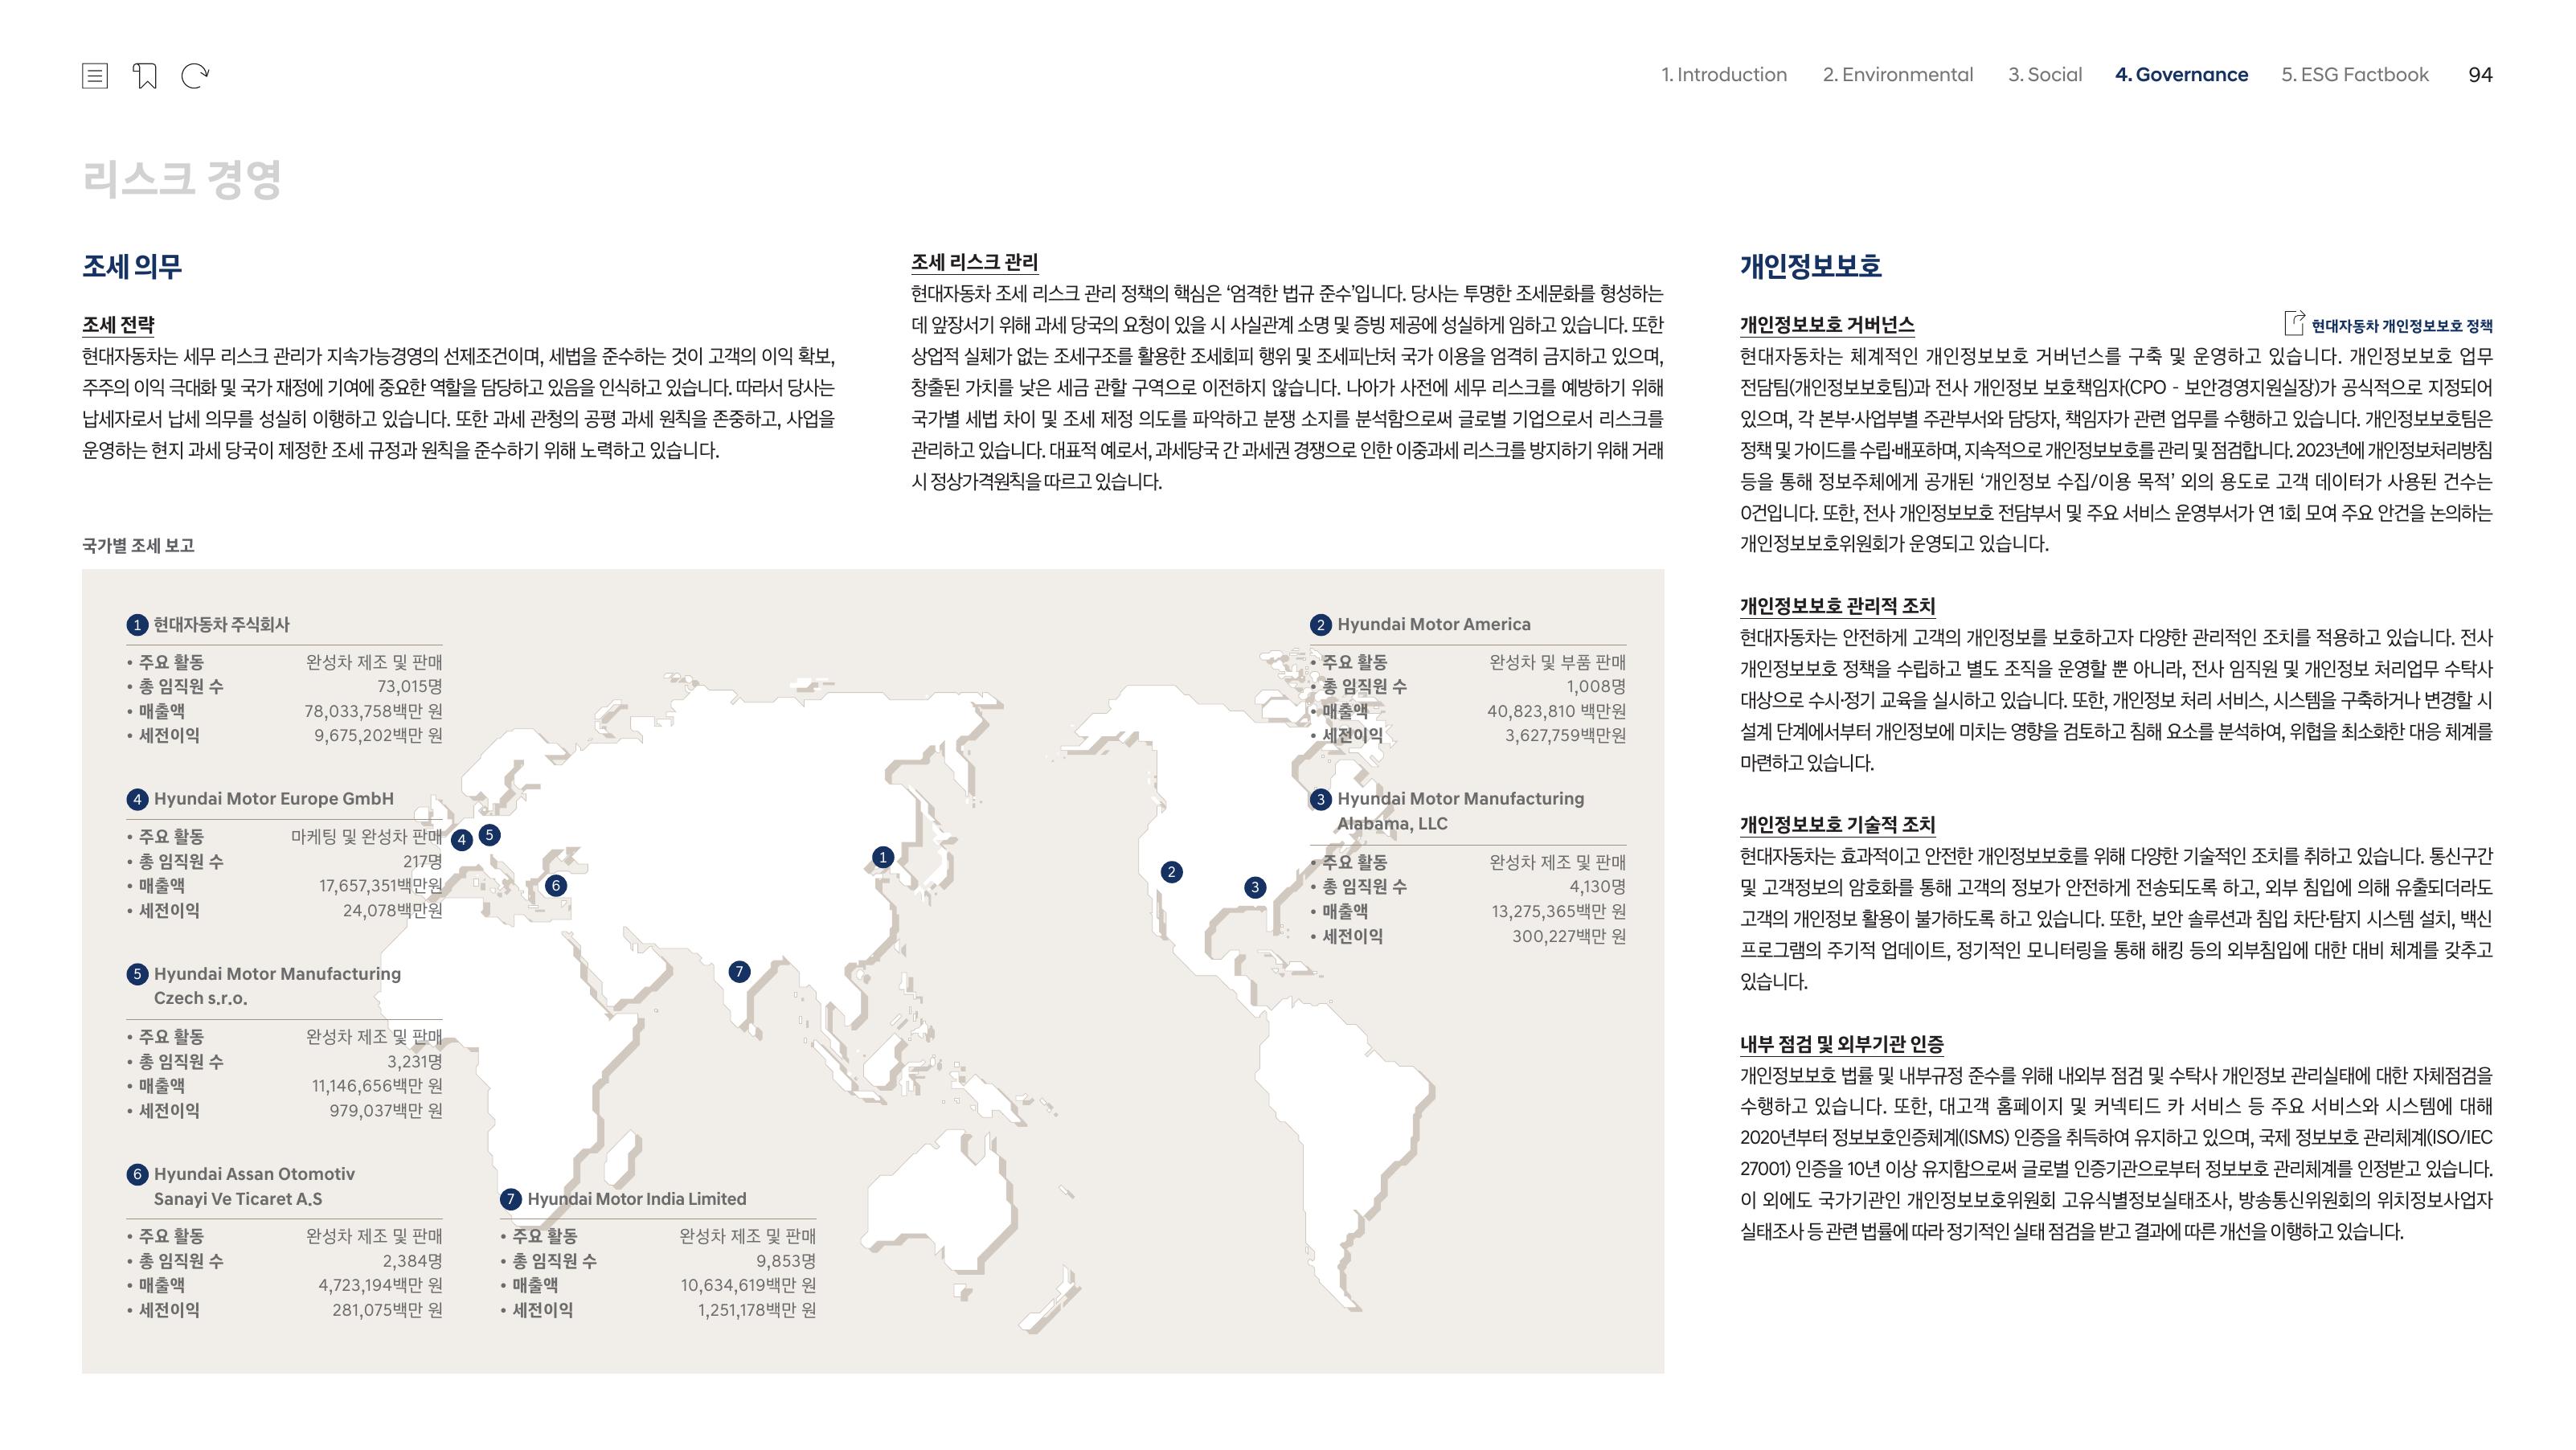 1. Introduction 2. Environmental 3. Social 4. Governance 5. ESG Factbook 94
리스크 경영
조세 의무
조세 전략
현대자동차는 세무 리스크 관리가 지속가능경영의 선제조건이며, 세법을 준수하는 것이 고객의 이익 확보,
주주의 이익 극대화 및 국가 재정에 기여에 중요한 역할을 담당하고 있음을 인식하고 있습니다. 따라서 당사는
납세자로서 납세 의무를 성실히 이행하고 있습니다. 또한 과세 관청의 공평 과세 원칙을 존중하고, 사업을
운영하는 현지 과세 당국이 제정한 조세 규정과 원칙을 준수하기 위해 노력하고 있습니다.
조세 리스크 관리
현대자동차 조세 리스크 관리 정책의 핵심은 ‘엄격한 법규 준수’입니다. 당사는 투명한 조세문화를 형성하는
데 앞장서기 위해 과세 당국의 요청이 있을 시 사실관계 소명 및 증빙 제공에 성실하게 임하고 있습니다. 또한
상업적 실체가 없는 조세구조를 활용한 조세회피 행위 및 조세피난처 국가 이용을 엄격히 금지하고 있으며,
창출된 가치를 낮은 세금 관할 구역으로 이전하지 않습니다. 나아가 사전에 세무 리스크를 예방하기 위해
국가별 세법 차이 및 조세 제정 의도를 파악하고 분쟁 소지를 분석함으로써 글로벌 기업으로서 리스크를
관리하고 있습니다. 대표적 예로서, 과세당국 간 과세권 경쟁으로 인한 이중과세 리스크를 방지하기 위해 거래
시 정상가격원칙을 따르고 있습니다.
국가별 조세 보고
1 현대자동차 주식회사
• 주요 활동 완성차 제조 및 판매
• 총 임직원 수 73,015명
• 매출액 78,033,758백만 원
• 세전이익 9,675,202백만 원
2 Hyundai Motor America
• 주요 활동 완성차 및 부품 판매
• 총 임직원 수 1,008명
• 매출액 40,823,810 백만원
• 세전이익 3,627,759백만원
3 Hyundai Motor Manufacturing
Alabama, LLC
• 주요 활동 완성차 제조 및 판매
• 총 임직원 수 4,130명
• 매출액 13,275,365백만 원
• 세전이익 300,227백만 원
4 Hyundai Motor Europe GmbH
• 주요 활동 마케팅 및 완성차 판매
• 총 임직원 수 217명
• 매출액 17,657,351백만원
• 세전이익 24,078백만원
5 Hyundai Motor Manufacturing
Czech s.r.o.
• 주요 활동 완성차 제조 및 판매
• 총 임직원 수 3,231명
• 매출액 11,146,656백만 원
• 세전이익 979,037백만 원
6 Hyundai Assan Otomotiv
Sanayi Ve Ticaret A.S
• 주요 활동 완성차 제조 및 판매
• 총 임직원 수 2,384명
• 매출액 4,723,194백만 원
• 세전이익 281,075백만 원
7 Hyundai Motor India Limited
• 주요 활동 완성차 제조 및 판매
• 총 임직원 수 9,853명
• 매출액 10,634,619백만 원
• 세전이익 1,251,178백만 원
4 5
1
6
2
3
7
개인정보보호
개인정보보호 거버넌스 현대자동차 개인정보보호 정책
현대자동차는 체계적인 개인정보보호 거버넌스를 구축 및 운영하고 있습니다. 개인정보보호 업무
전담팀(개인정보보호팀)과 전사 개인정보 보호책임자(CPO - 보안경영지원실장)가 공식적으로 지정되어
있으며, 각 본부·사업부별 주관부서와 담당자, 책임자가 관련 업무를 수행하고 있습니다. 개인정보보호팀은
정책 및 가이드를 수립·배포하며, 지속적으로 개인정보보호를 관리 및 점검합니다. 2023년에 개인정보처리방침
등을 통해 정보주체에게 공개된 ‘개인정보 수집/이용 목적’ 외의 용도로 고객 데이터가 사용된 건수는
0건입니다. 또한, 전사 개인정보보호 전담부서 및 주요 서비스 운영부서가 연 1회 모여 주요 안건을 논의하는
개인정보보호위원회가 운영되고 있습니다.
개인정보보호 관리적 조치
현대자동차는 안전하게 고객의 개인정보를 보호하고자 다양한 관리적인 조치를 적용하고 있습니다. 전사
개인정보보호 정책을 수립하고 별도 조직을 운영할 뿐 아니라, 전사 임직원 및 개인정보 처리업무 수탁사
대상으로 수시·정기 교육을 실시하고 있습니다. 또한, 개인정보 처리 서비스, 시스템을 구축하거나 변경할 시
설계 단계에서부터 개인정보에 미치는 영향을 검토하고 침해 요소를 분석하여, 위협을 최소화한 대응 체계를
마련하고 있습니다.
개인정보보호 기술적 조치
현대자동차는 효과적이고 안전한 개인정보보호를 위해 다양한 기술적인 조치를 취하고 있습니다. 통신구간
및 고객정보의 암호화를 통해 고객의 정보가 안전하게 전송되도록 하고, 외부 침입에 의해 유출되더라도
고객의 개인정보 활용이 불가하도록 하고 있습니다. 또한, 보안 솔루션과 침입 차단·탐지 시스템 설치, 백신
프로그램의 주기적 업데이트, 정기적인 모니터링을 통해 해킹 등의 외부침입에 대한 대비 체계를 갖추고
있습니다.
내부 점검 및 외부기관 인증
개인정보보호 법률 및 내부규정 준수를 위해 내외부 점검 및 수탁사 개인정보 관리실태에 대한 자체점검을
수행하고 있습니다. 또한, 대고객 홈페이지 및 커넥티드 카 서비스 등 주요 서비스와 시스템에 대해
2020년부터 정보보호인증체계(ISMS) 인증을 취득하여 유지하고 있으며, 국제 정보보호 관리체계(ISO/IEC
27001) 인증을 10년 이상 유지함으로써 글로벌 인증기관으로부터 정보보호 관리체계를 인정받고 있습니다.
이 외에도 국가기관인 개인정보보호위원회 고유식별정보실태조사, 방송통신위원회의 위치정보사업자
실태조사 등 관련 법률에 따라 정기적인 실태 점검을 받고 결과에 따른 개선을 이행하고 있습니다.